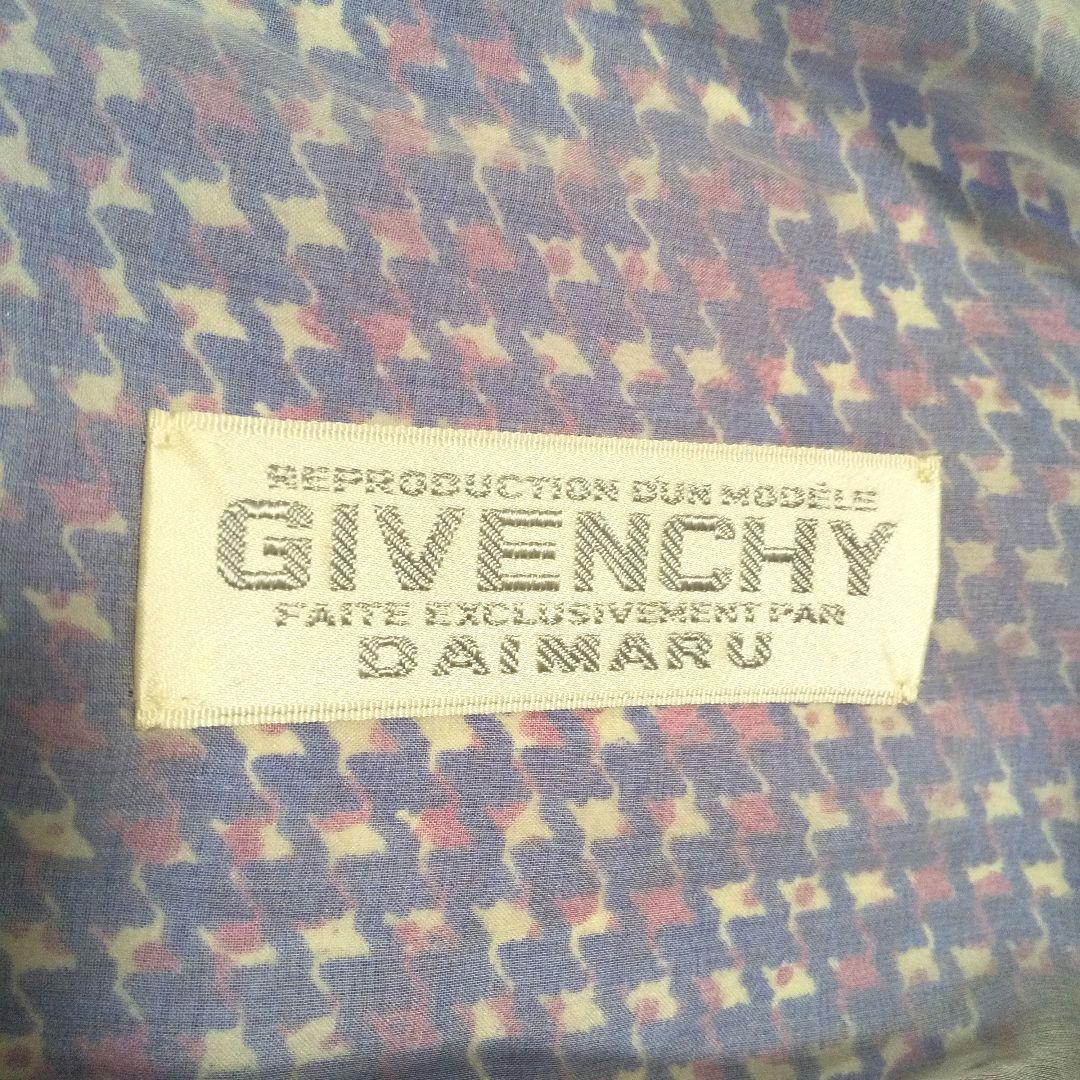 REPRODUCTION D'UN MODÈLE
GIVENCHY
FAITE EXCLUSIVEMENT PAR
DAIMARU